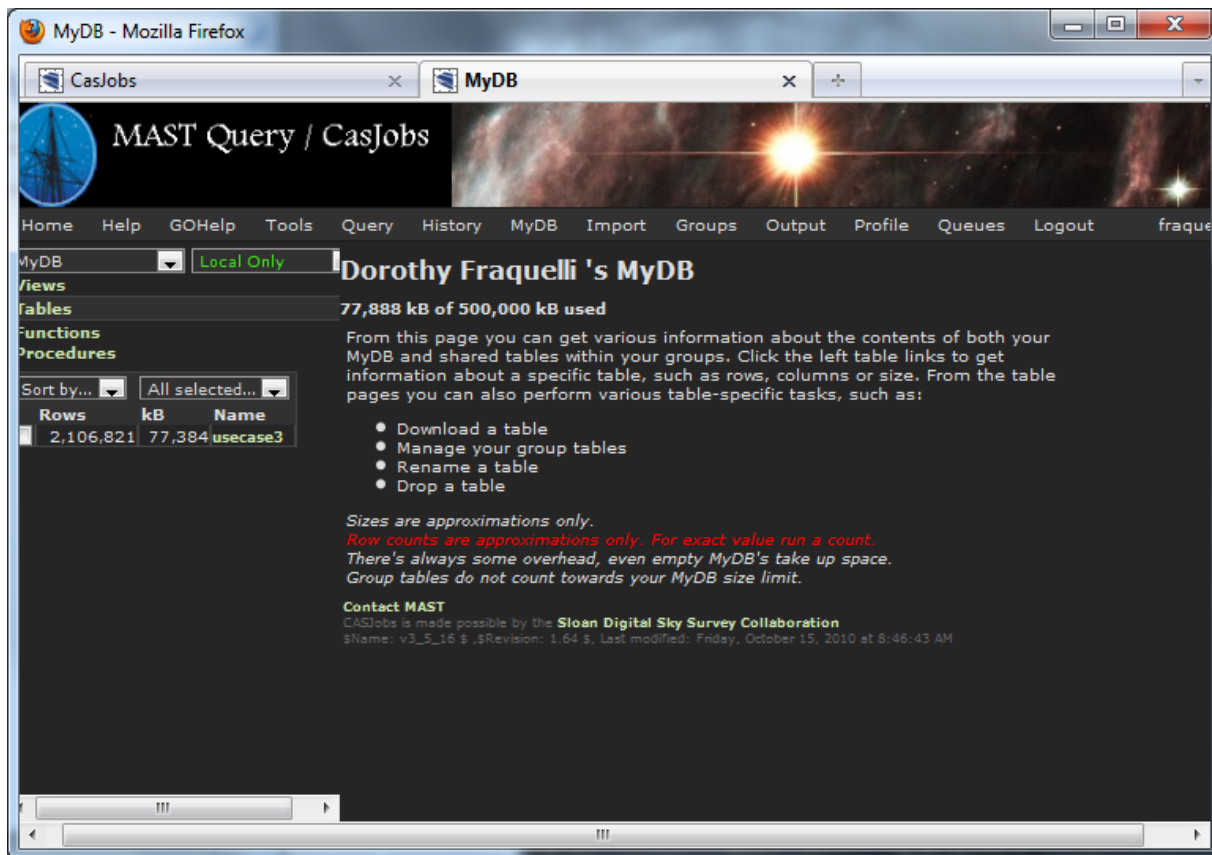 MyDB - Mozilla Firefox
CasJobs
MyDB
MAST Query / CasJobs
Home Help GOHelp Tools Query History MyDB Import Groups Output Profile Queues Logout fraque
MyDB Local Only
Views
Tables
Functions
Procedures
Sort by... All selected...
Rows kB Name
2,106,821 77,384 usecase3
Dorothy Fraquelli 's MyDB
77,888 kB of 500,000 kB used
From this page you can get various information about the contents of both your
MyDB and shared tables within your groups. Click the left table links to get
information about a specific table, such as rows, columns or size. From the table
pages you can also perform various table-specific tasks, such as:
Download a table
Manage your group tables
Rename a table
Drop a table
Sizes are approximations only.
Row counts are approximations only. For exact value run a count.
There's always some overhead, even empty MyDB's take up space.
Group tables do not count towards your MyDB size limit.
Contact MAST
CASJobs is made possible by the Sloan Digital Sky Survey Collaboration
$Name: v3_5_16 $ ,$Revision: 1.64 $, Last modified: Friday, October 15, 2010 at 8:46:43 AM